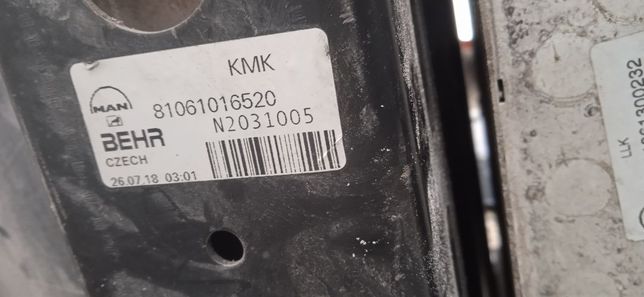 KMK
MAN
81061016520
BEHR
N2031005
CZECH
26.07.18 03:01
LLK